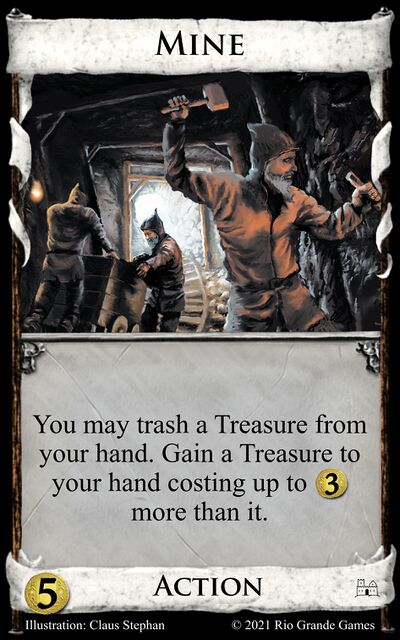 MINE
You may trash a Treasure from
your hand. Gain a Treasure to
your hand costing up to 3
more than it.
5 ACTION
Illustration: Claus Stephan © 2021 Rio Grande Games